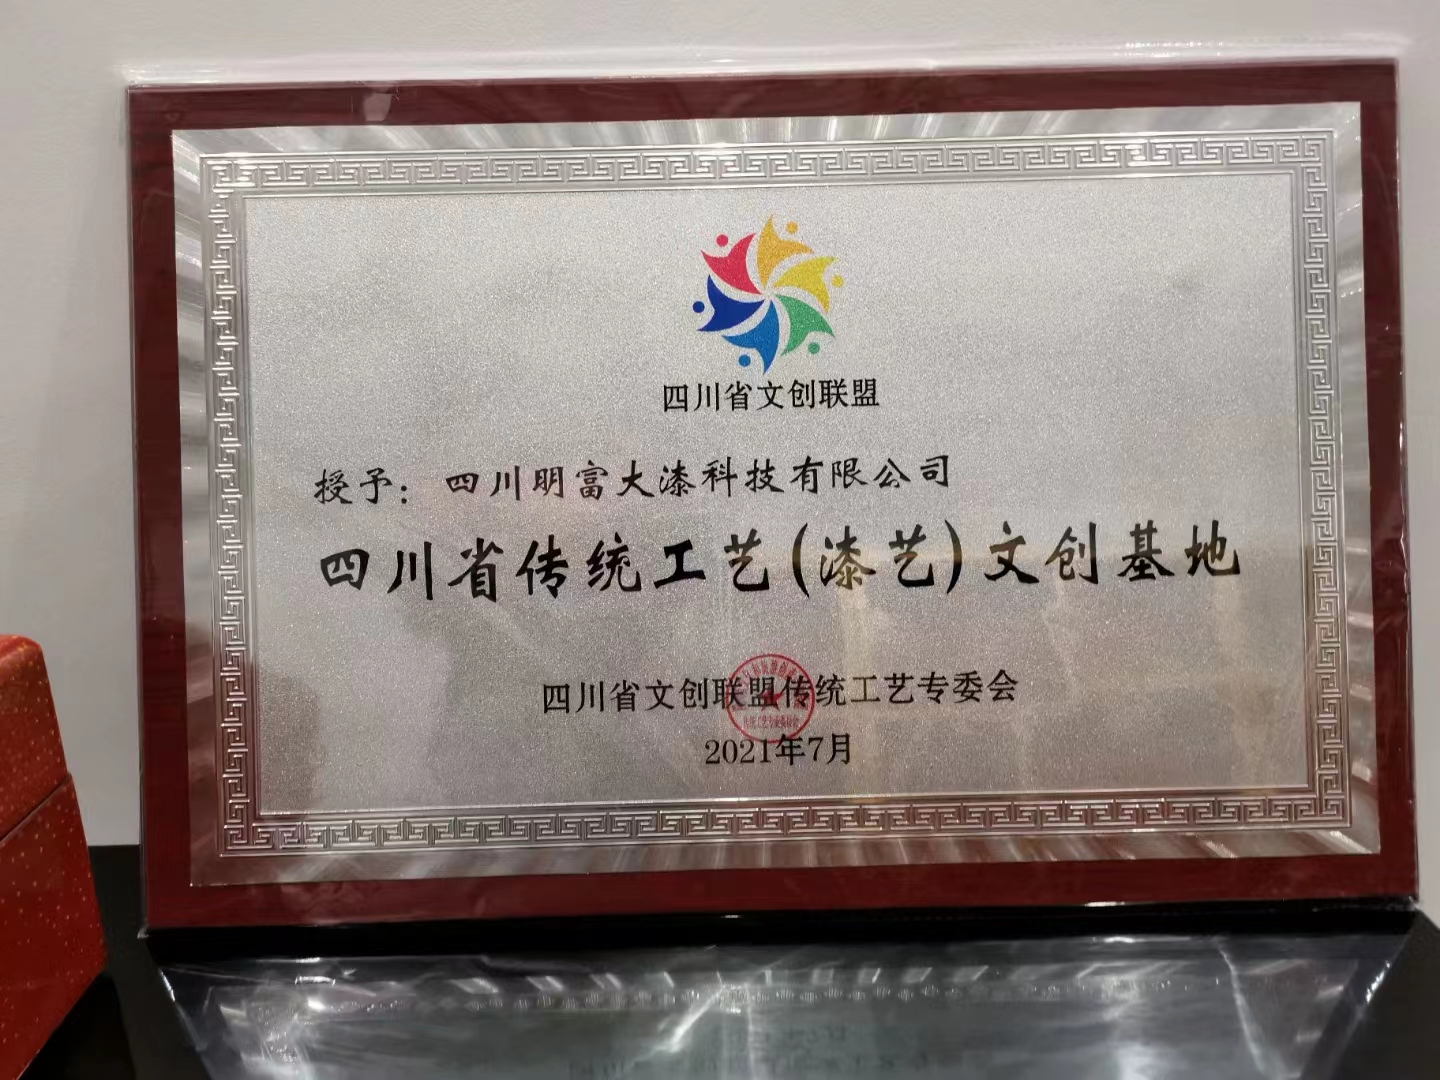 四川省文创联盟
授予：四川明富大漆科技有限公司
四川省传统工艺(漆艺)文创基地
四川省文创联盟传统工艺专委会
2021年7月